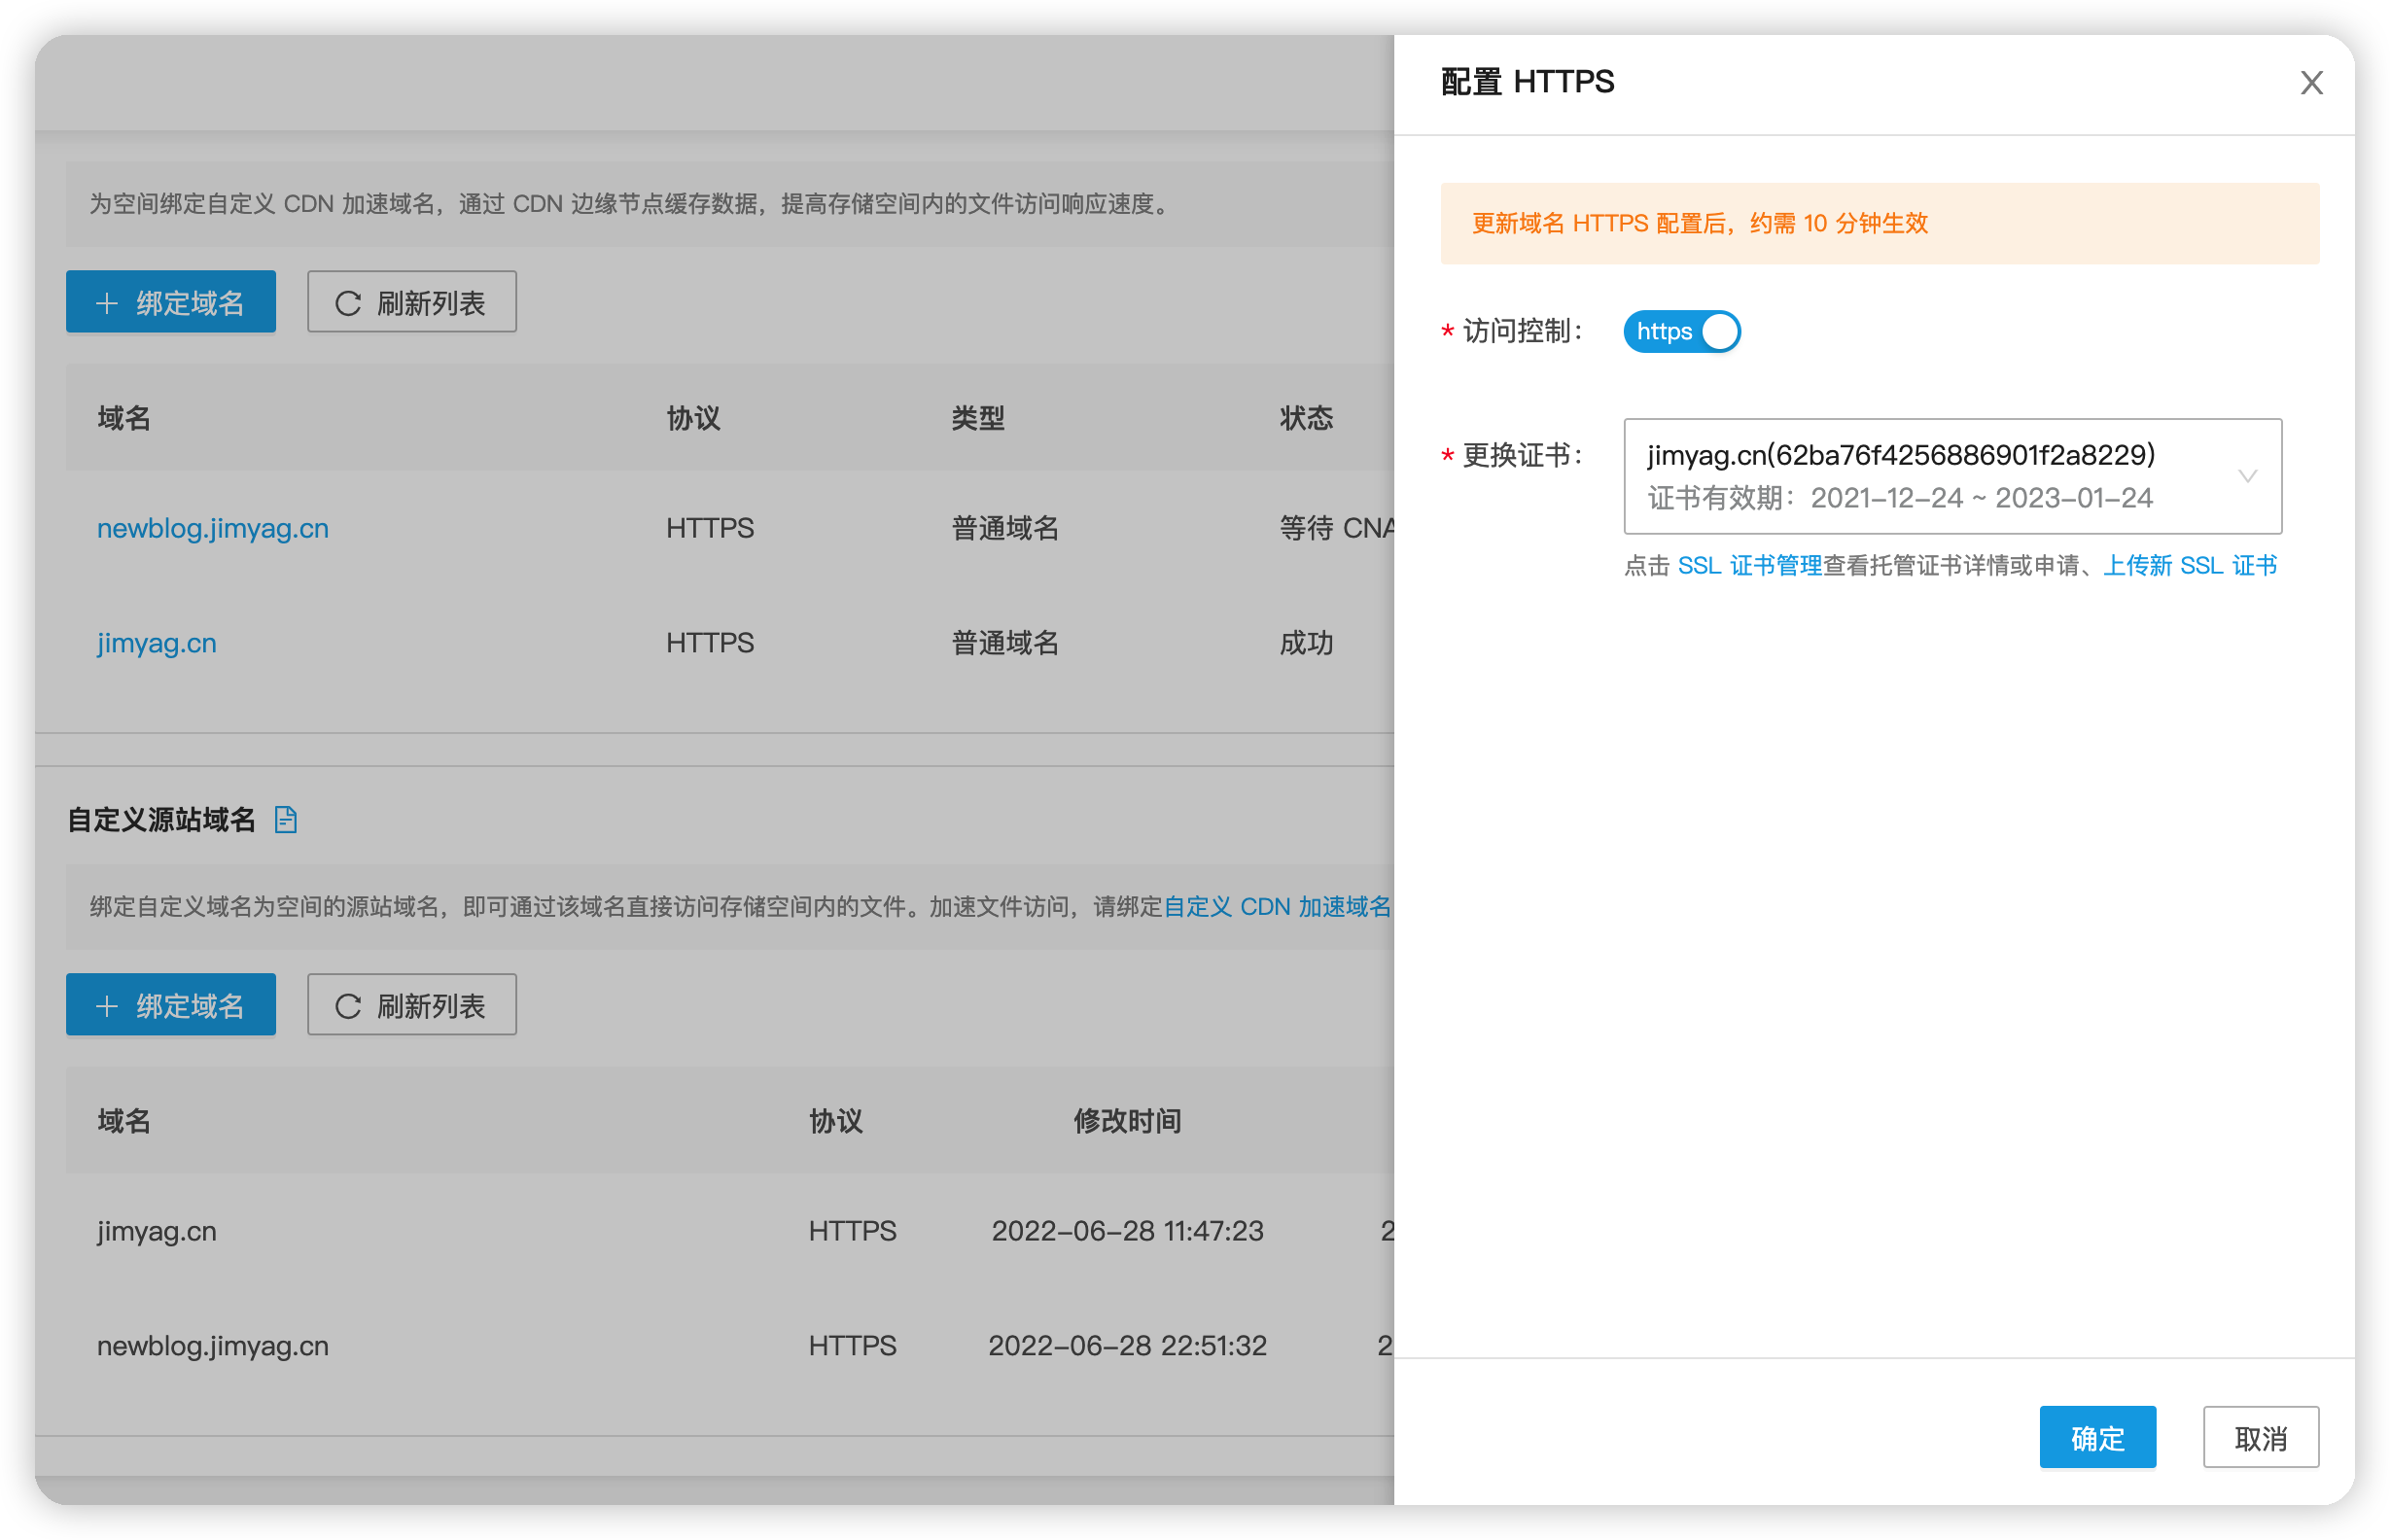 为空间绑定自定义 CDN 加速域名，通过 CDN 边缘节点缓存数据，提高存储空间内的文件访问响应速度。
绑定域名 刷新列表
域名 协议 类型 状态
newblog.jimyag.cn HTTPS 普通域名 等待 CNA
jimyag.cn HTTPS 普通域名 成功
自定义源站域名
绑定自定义域名为空间的源站域名，即可通过该域名直接访问存储空间内的文件。加速文件访问，请绑定自定义 CDN 加速域名
绑定域名 刷新列表
域名 协议 修改时间
jimyag.cn HTTPS 2022-06-28 11:47:23 2
newblog.jimyag.cn HTTPS 2022-06-28 22:51:32 2
配置 HTTPS
更新域名 HTTPS 配置后，约需 10 分钟生效
* 访问控制： https
* 更换证书： jimyag.cn(62ba76f4256886901f2a8229)
证书有效期：2021-12-24 ~ 2023-01-24
点击 SSL 证书管理查看托管证书详情或申请、上传新 SSL 证书
确定 取消